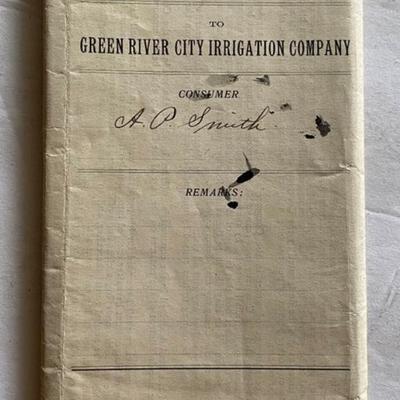 TO
GREEN RIVER CITY IRRIGATION COMPANY
CONSUMER
A. P. Smith
REMARKS: